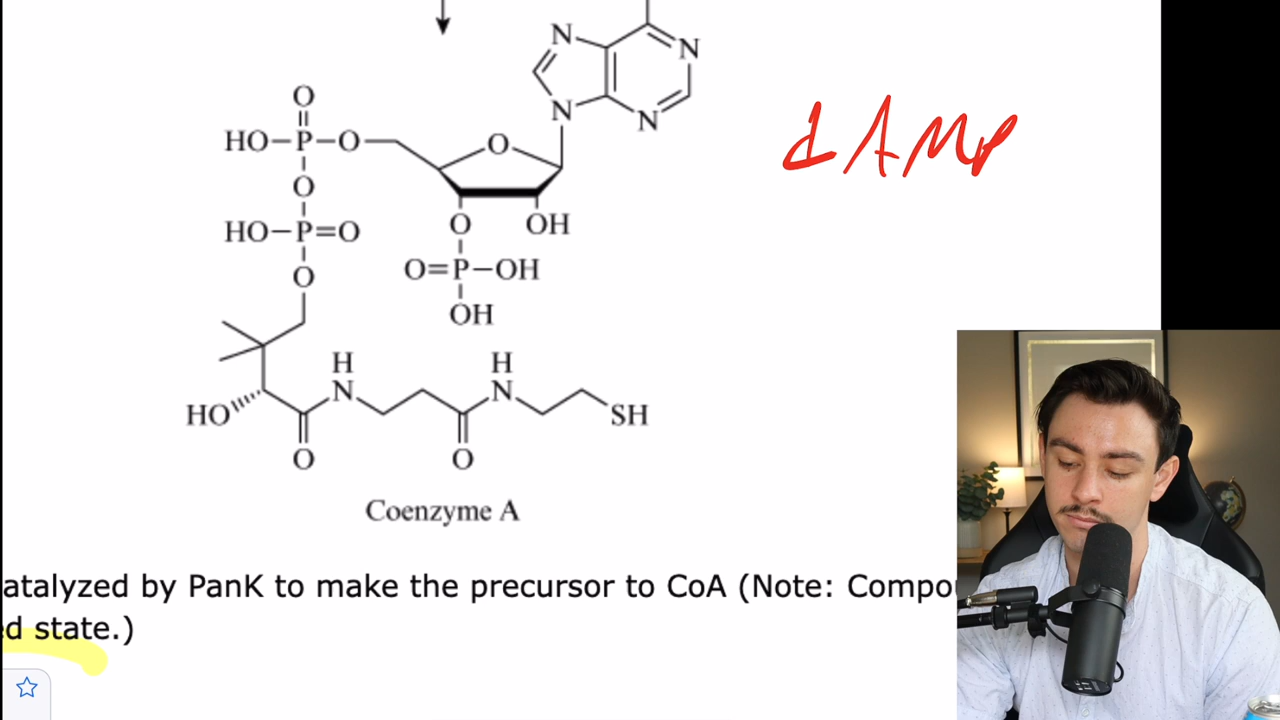 N
N
N
N
O
HO–P–O
O
O
HO–P=O
O
OH
O
O=P–OH
OH
H
N
H
N
HO
SH
O
O
Coenzyme A
dAMP
atalyzed by PanK to make the precursor to CoA (Note: Compo
ed state.)